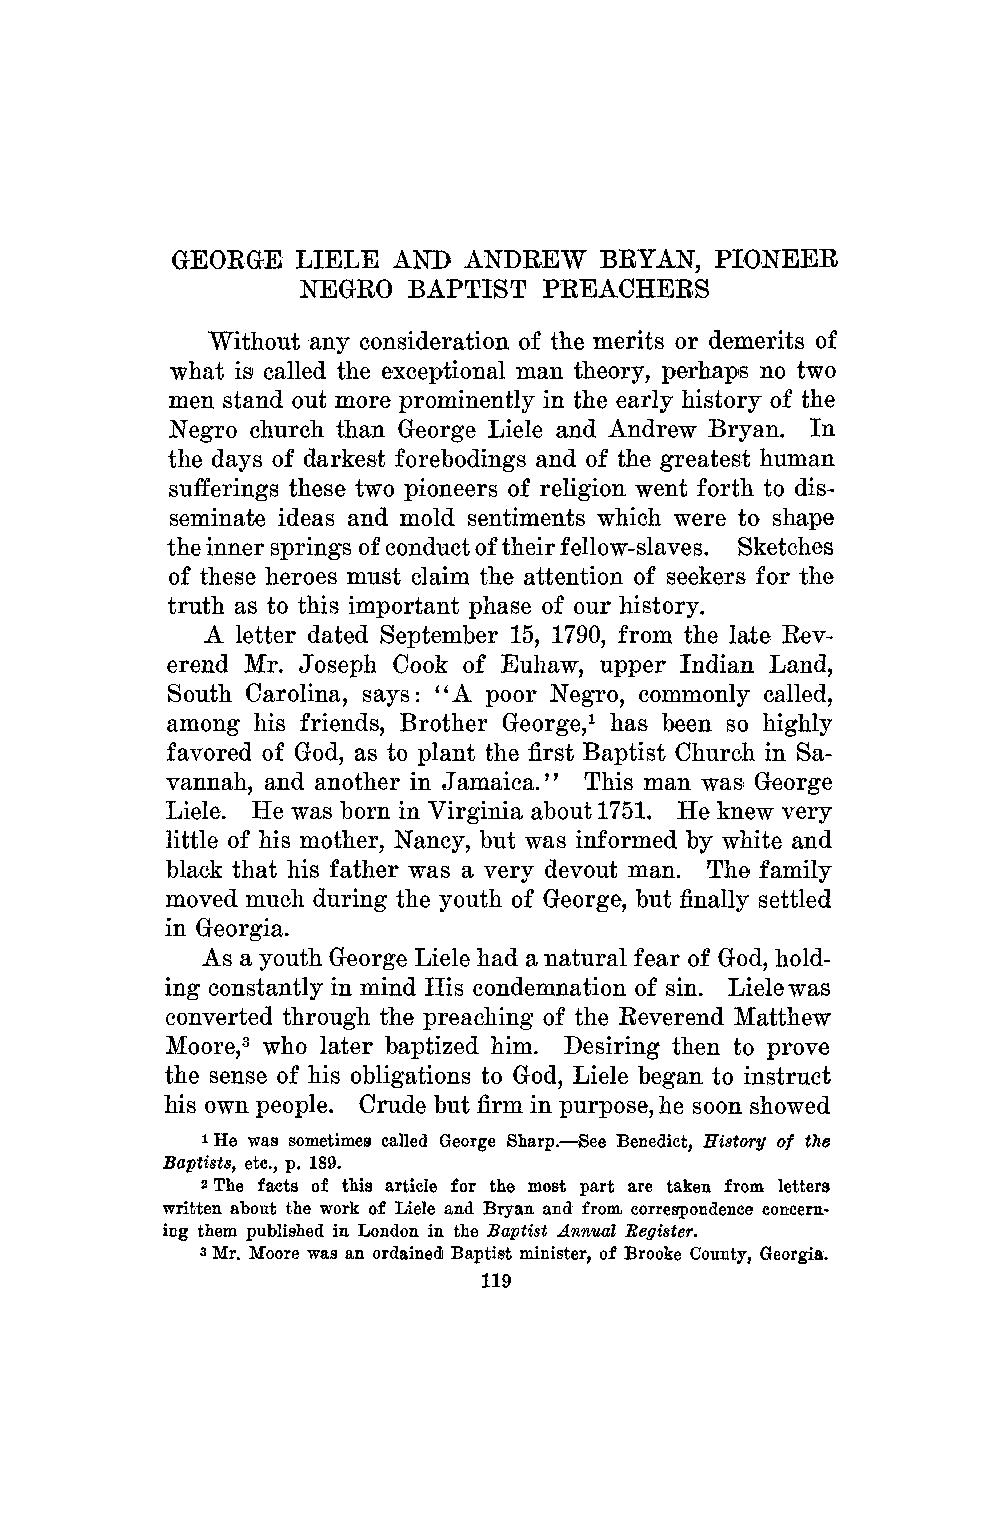 GEORGE LIELE AND ANDREW BRYAN, PIONEER
NEGRO BAPTIST PREACHERS
Without any consideration of the merits or demerits of
what is called the exceptional man theory, perhaps no two
men stand out more prominently in the early history of the
Negro church than George Liele and Andrew Bryan. In
the days of darkest forebodings and of the greatest human
sufferings these two pioneers of religion went forth to dis-
seminate ideas and mold sentiments which were to shape
the inner springs of conduct of their fellow-slaves. Sketches
of these heroes must claim the attention of seekers for the
truth as to this important phase of our history.
A letter dated September 15, 1790, from the late Rev-
erend Mr. Joseph Cook of Euhaw, upper Indian Land,
South Carolina, says: “A poor Negro, commonly called,
among his friends, Brother George,¹ has been so highly
favored of God, as to plant the first Baptist Church in Sa-
vannah, and another in Jamaica.” This man was George
Liele. He was born in Virginia about 1751. He knew very
little of his mother, Nancy, but was informed by white and
black that his father was a very devout man. The family
moved much during the youth of George, but finally settled
in Georgia.
As a youth George Liele had a natural fear of God, hold-
ing constantly in mind His condemnation of sin. Liele was
converted through the preaching of the Reverend Matthew
Moore,³ who later baptized him. Desiring then to prove
the sense of his obligations to God, Liele began to instruct
his own people. Crude but firm in purpose, he soon showed
¹ He was sometimes called George Sharp.—See Benedict, History of the
Baptists, etc., p. 189.
² The facts of this article for the most part are taken from letters
written about the work of Liele and Bryan and from correspondence concern-
ing them published in London in the Baptist Annual Register.
³ Mr. Moore was an ordained Baptist minister, of Brooke County, Georgia.
119